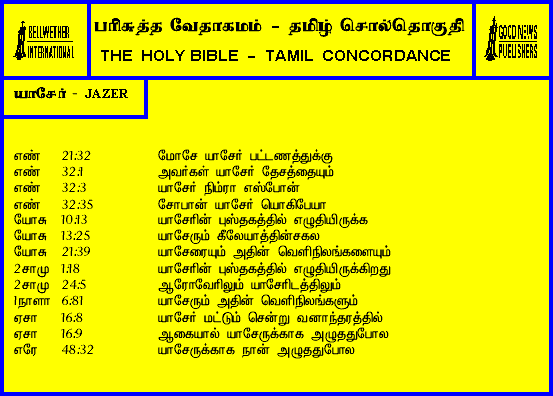 BELLWETHER
INTERNATIONAL
பரிசுத்த வேதாகமம் - தமிழ் சொல்தொகுதி
THE HOLY BIBLE - TAMIL CONCORDANCE
GOOD NEWS
PUBLISHERS
யாசேர் - JAZER
எண் 21:32 மோசே யாசேர் பட்டணத்துக்கு
எண் 32:1 அவர்கள் யாசேர் தேசத்தையும்
எண் 32:3 யாசேர் நிம்ரா எஸ்போன்
எண் 32:35 சோபான் யாசேர் யொகிபேயா
யோசு 10:13 யாசேரின் புஸ்தகத்தில் எழுதியிருக்க
யோசு 13:25 யாசேரும் கீலேயாத்தின்சகல
யோசு 21:39 யாசேரையும் அதின் வெளிநிலங்களையும்
2சாமு 1:18 யாசேரின் புஸ்தகத்தில் எழுதியிருக்கிறது
2சாமு 24:5 ஆரோவேரிலும் யாசேரிடத்திலும்
1நாளா 6:81 யாசேரும் அதின் வெளிநிலங்களும்
ஏசா 16:8 யாசேர் மட்டும் சென்று வனாந்தரத்தில்
ஏசா 16:9 ஆகையால் யாசேருக்காக அழுததுபோல
எரே 48:32 யாசேருக்காக நான் அழுததுபோல